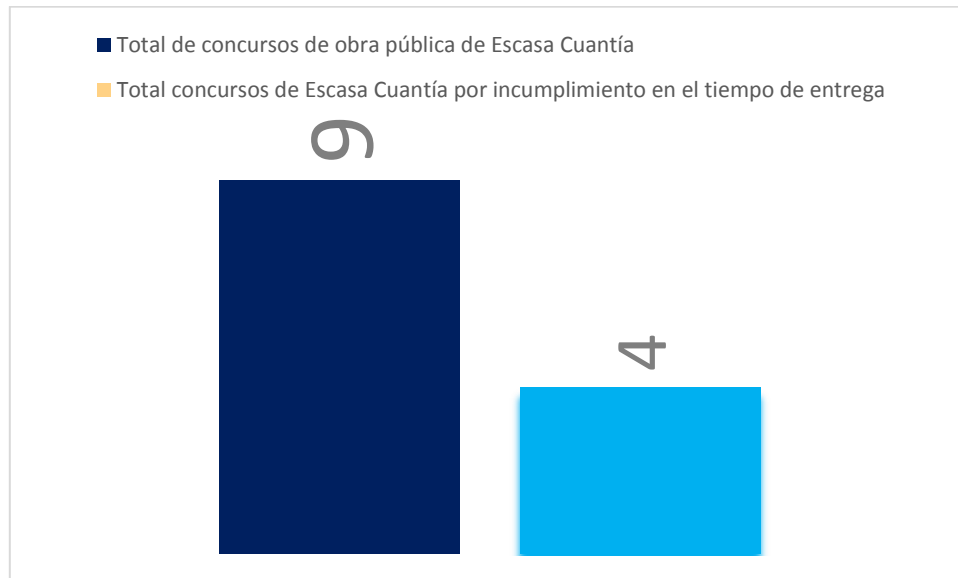 Total de concursos de obra pública de Escasa Cuantía
Total concursos de Escasa Cuantía por incumplimiento en el tiempo de entrega
9
4